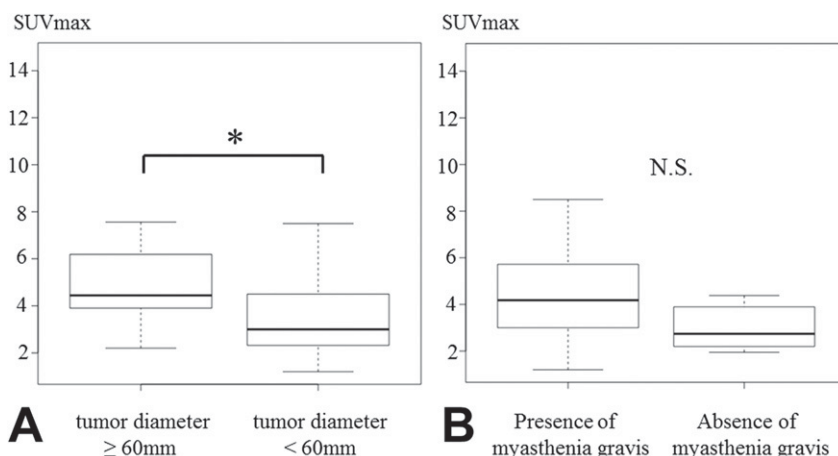 SUVmax
14
12
10
8
6
4
2
*
A
tumor diameter
≥ 60mm
tumor diameter
< 60mm
SUVmax
14
12
10
8
6
4
2
N.S.
B
Presence of
myasthenia gravis
Absence of
myasthenia gravis